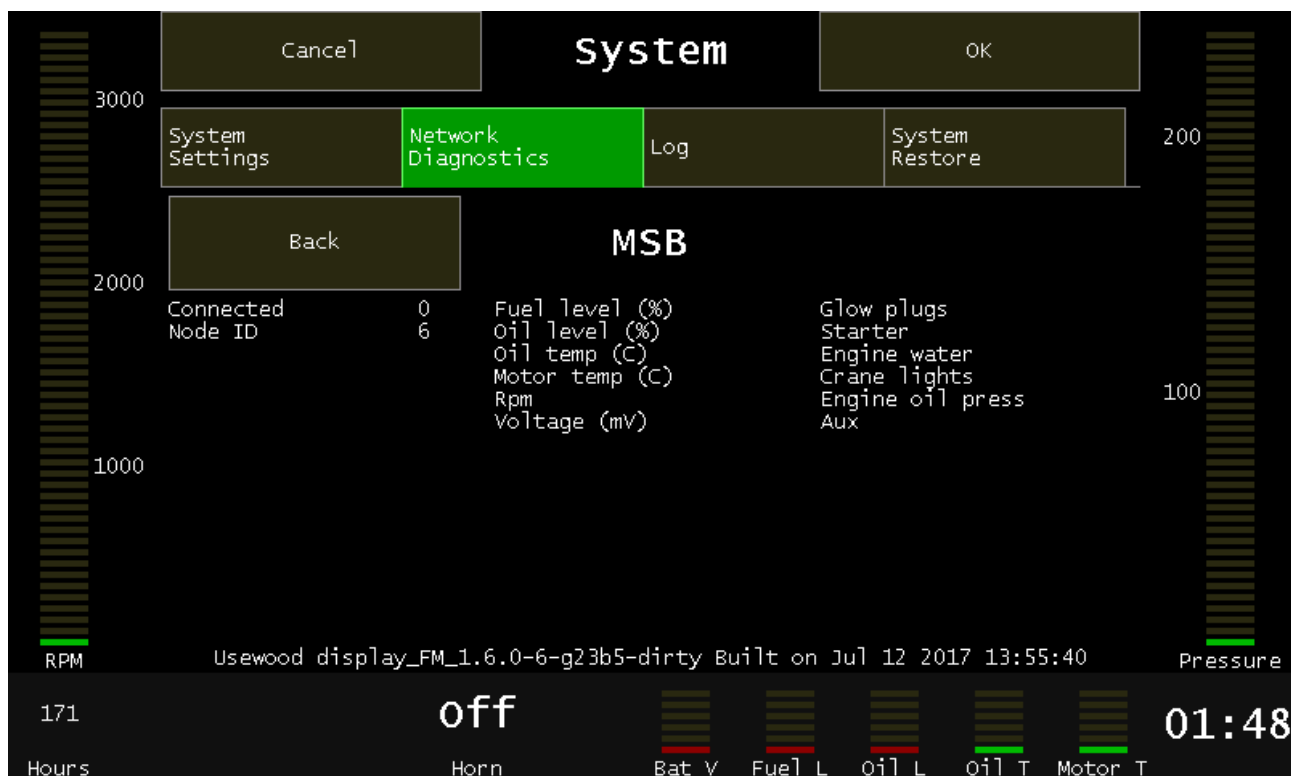 Cancel
System
OK
3000
System
Settings
Network
Diagnostics
Log
System
Restore
200
Back
MSB
2000
Connected 0
Node ID 6
Fuel level (%)
Oil level (%)
Oil temp (C)
Motor temp (C)
Rpm
Voltage (mV)
Glow plugs
Starter
Engine water
Crane lights
Engine oil press
Aux
100
1000
RPM
Usewood display_FM_1.6.0-6-g23b5-dirty Built on Jul 12 2017 13:55:40
Pressure
171
Off
01:48
Hours
Horn
Bat V
Fuel L
Oil L
Oil T
Motor T